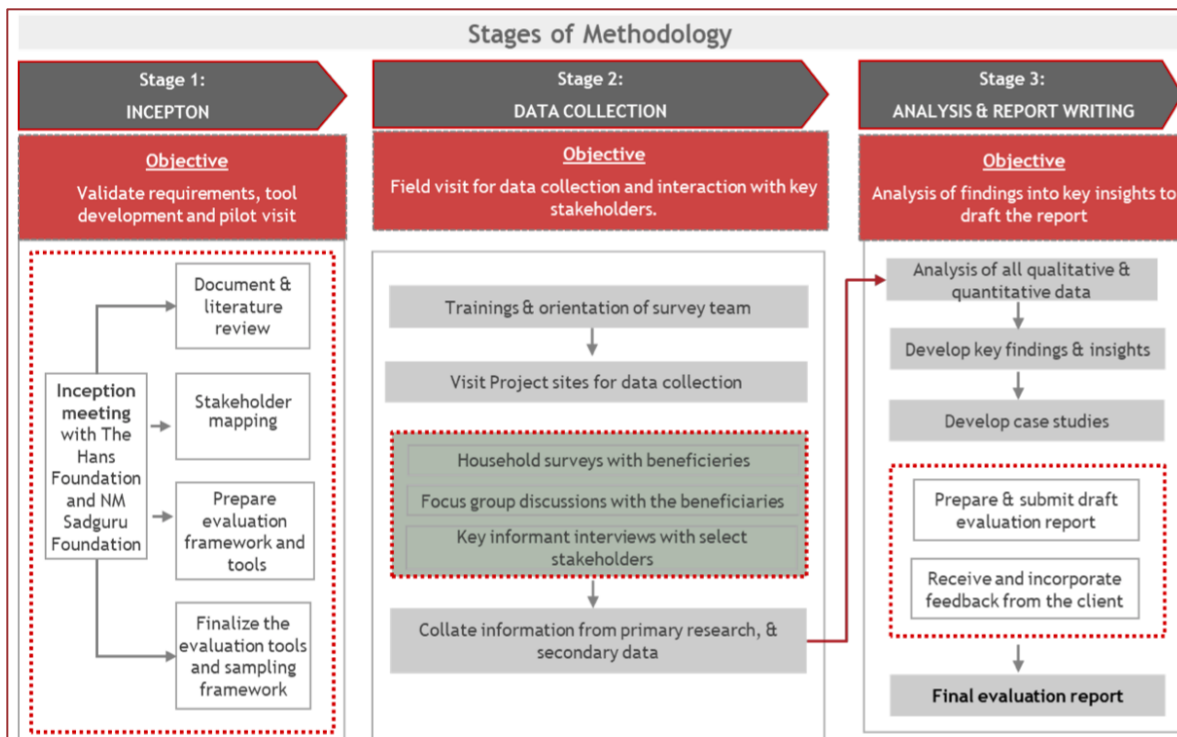 Stages of Methodology
Stage 1:
INCEPTON
Objective
Validate requirements, tool
development and pilot visit
Inception
meeting
with The
Hans
Foundation
and NM
Sadguru
Foundation
Document &
literature
review
Stakeholder
mapping
Prepare
evaluation
framework and
tools
Finalize the
evaluation tools
and sampling
framework
Stage 2:
DATA COLLECTION
Objective
Field visit for data collection and interaction with key
stakeholders.
Trainings & orientation of survey team
Visit Project sites for data collection
Household surveys with beneficieries
Focus group discussions with the beneficiaries
Key informant interviews with select
stakeholders
Collate information from primary research, &
secondary data
Stage 3:
ANALYSIS & REPORT WRITING
Objective
Analysis of findings into key insights to
draft the report
Analysis of all qualitative &
quantitative data
Develop key findings & insights
Develop case studies
Prepare & submit draft
evaluation report
Receive and incorporate
feedback from the client
Final evaluation report